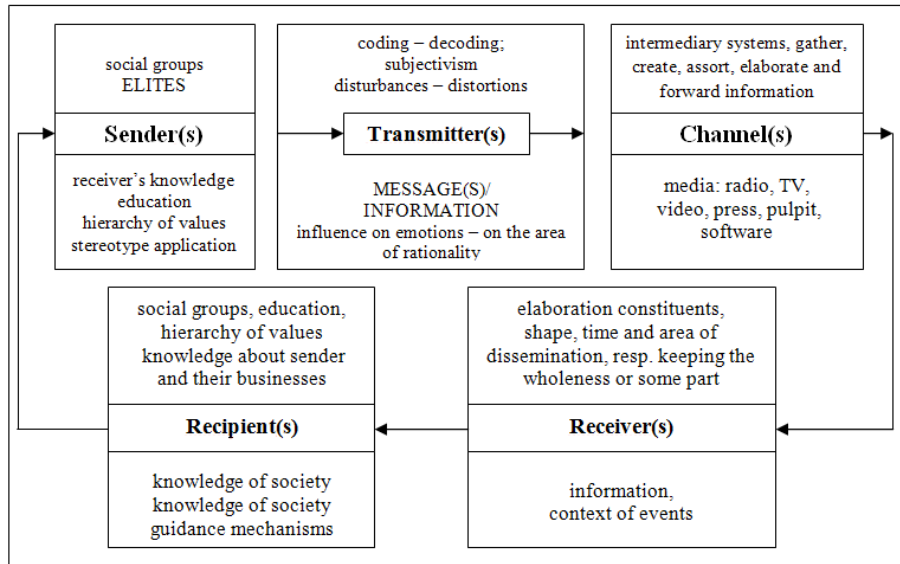 social groups
ELITES
Sender(s)
receiver's knowledge
education
hierarchy of values
stereotype application
coding – decoding;
subjectivism
disturbances – distortions
Transmitter(s)
MESSAGE(S)/
INFORMATION
influence on emotions – on the area
of rationality
intermediary systems, gather,
create, assort, elaborate and
forward information
Channel(s)
media: radio, TV,
video, press, pulpit,
software
social groups, education,
hierarchy of values
knowledge about sender
and their businesses
Recipient(s)
knowledge of society
knowledge of society
guidance mechanisms
elaboration constituents,
shape, time and area of
dissemination, resp. keeping the
wholeness or some part
Receiver(s)
information,
context of events